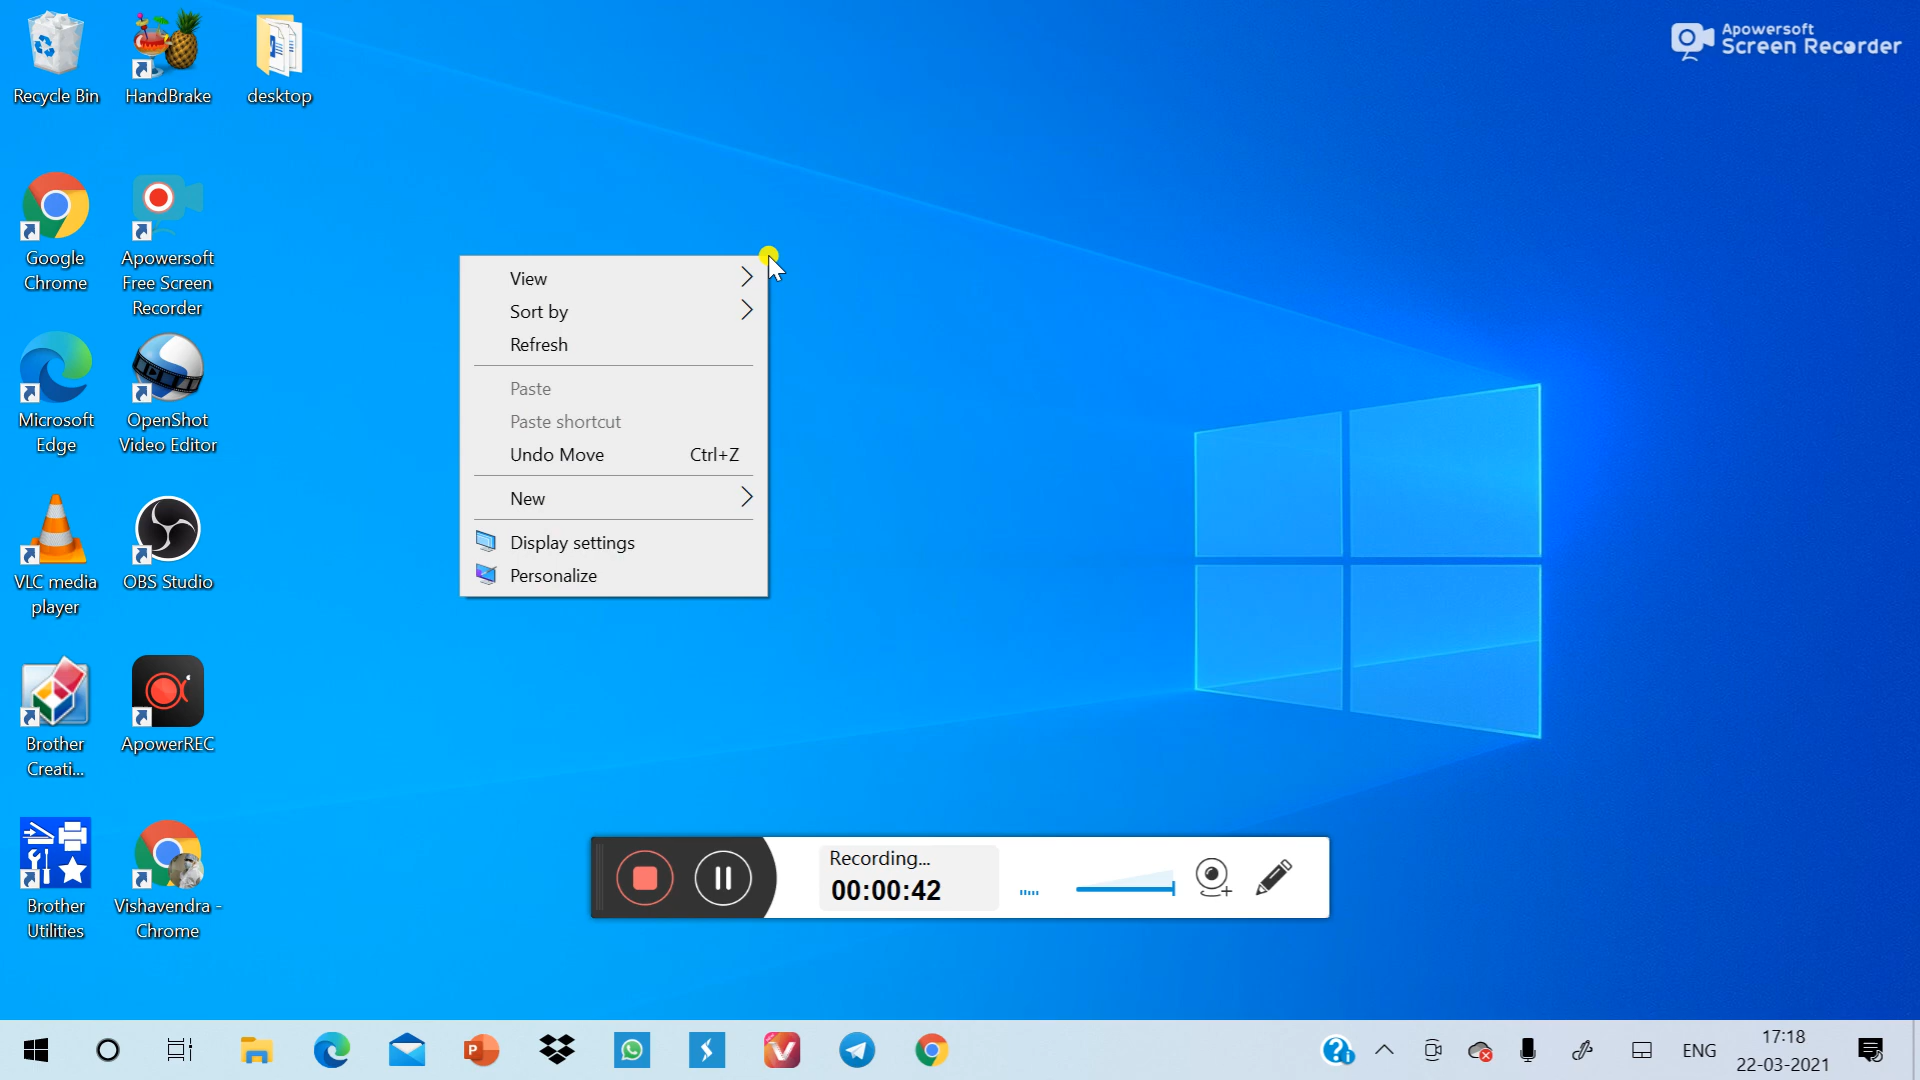 Apowersoft
Screen Recorder
Recycle Bin
HandBrake
desktop
Google
Chrome
Apowersoft
Free Screen
Recorder
Microsoft
Edge
OpenShot
Video Editor
VLC media
player
OBS Studio
Brother
Creati...
ApowerREC
Brother
Utilities
Vishavendra -
Chrome
View
Sort by
Refresh
Paste
Paste shortcut
Undo Move Ctrl+Z
New
Display settings
Personalize
Recording...
00:00:42
ENG
17:18
22-03-2021